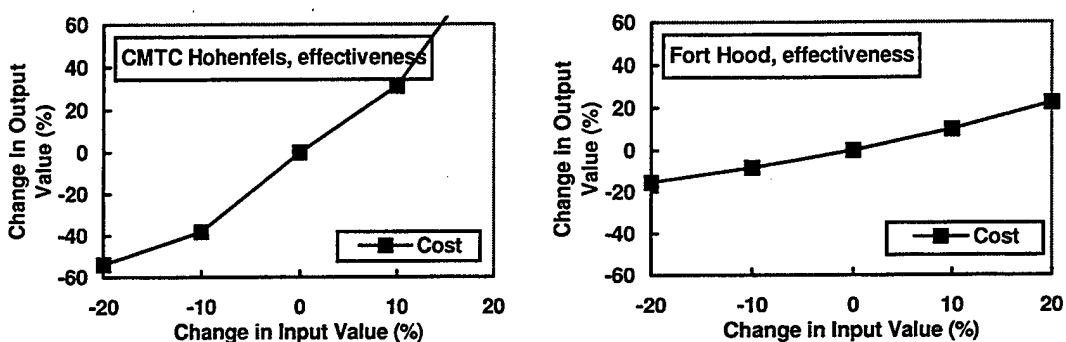 60
40
20
0
-20
-40
-60
Change in Output
Value (%)
CMTC Hohenfels, effectiveness
Cost
-20
-10
0
10
20
Change in Input Value (%)
60
40
20
0
-20
-40
-60
Change in Output
Value (%)
Fort Hood, effectiveness
Cost
-20
-10
0
10
20
Change in Input Value (%)